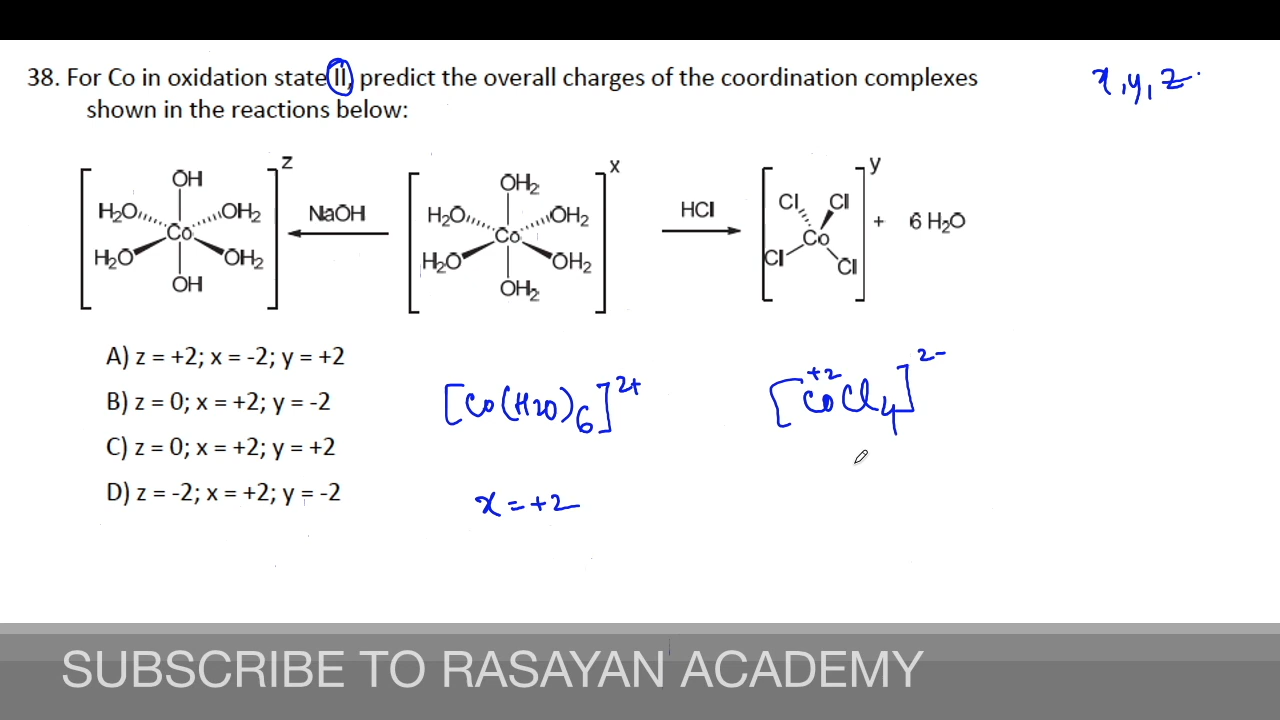 38. For Co in oxidation state II, predict the overall charges of the coordination complexes
x, y, z.
shown in the reactions below:
z
x
y
OH
H₂O
OH₂
Co
H₂O
OH₂
OH
NaOH
OH₂
H₂O
OH₂
Co
H₂O
OH₂
OH₂
HCl
Cl
Cl
Co
Cl
Cl
+ 6 H₂O
A) z = +2; x = -2; y = +2
B) z = 0; x = +2; y = -2
C) z = 0; x = +2; y = +2
D) z = -2; x = +2; y = -2
[Co(H2O)6]2+
x = +2
+2
[CoCl4]2-
SUBSCRIBE TO RASAYAN ACADEMY